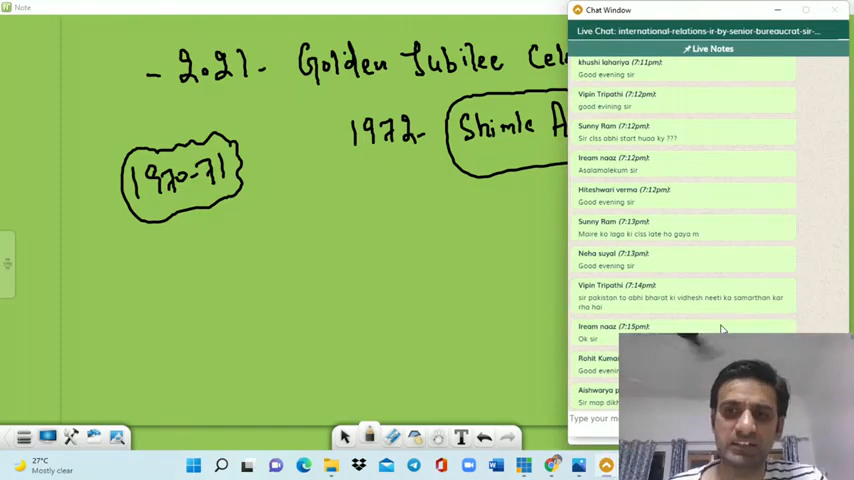 Note
- 2021- Golden Jubilee Cel
1972- Shimla A
1970-71
Chat Window
Live Chat: international-relations-ir-by-senior-bureaucrat-sir-...
Live Notes
khushi lahariya (7:11pm):
Good evening sir
Vipin Tripathi (7:12pm):
good evining sir
Sunny Ram (7:12pm):
Sir clss abhi start huaa ky ???
Iream naaz (7:12pm):
Asalamalekum sir
Hiteshwari verma (7:12pm):
Good evening sir
Sunny Ram (7:13pm):
Maire ko laga ki clss late ho gaya m
Neha suyal (7:13pm):
Good evening sir
Vipin Tripathi (7:14pm):
sir pakistan to abhi bharat ki vidhesh neeti ka samarthan kar
rha hai
Iream naaz (7:15pm):
Ok sir
Rohit Kumar
Good evenin
Aishwarya p
Sir map dikh
Type your m
27°C
Mostly clear